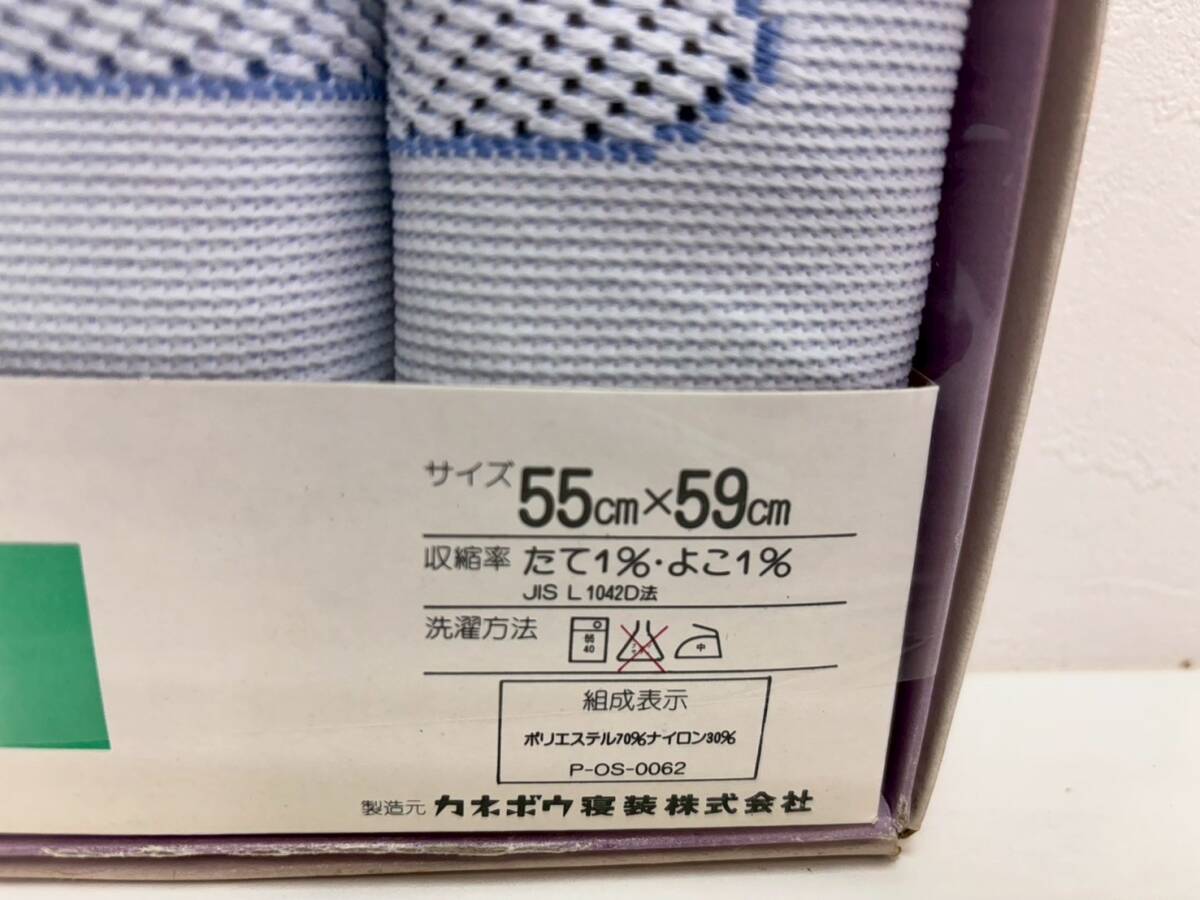 サイズ 55cm×59cm
収縮率 たて1%・よこ1%
JIS L 1042D法
洗濯方法 40 中
組成表示
ポリエステル70%ナイロン30%
P-OS-0062
製造元 カネボウ寝装株式会社